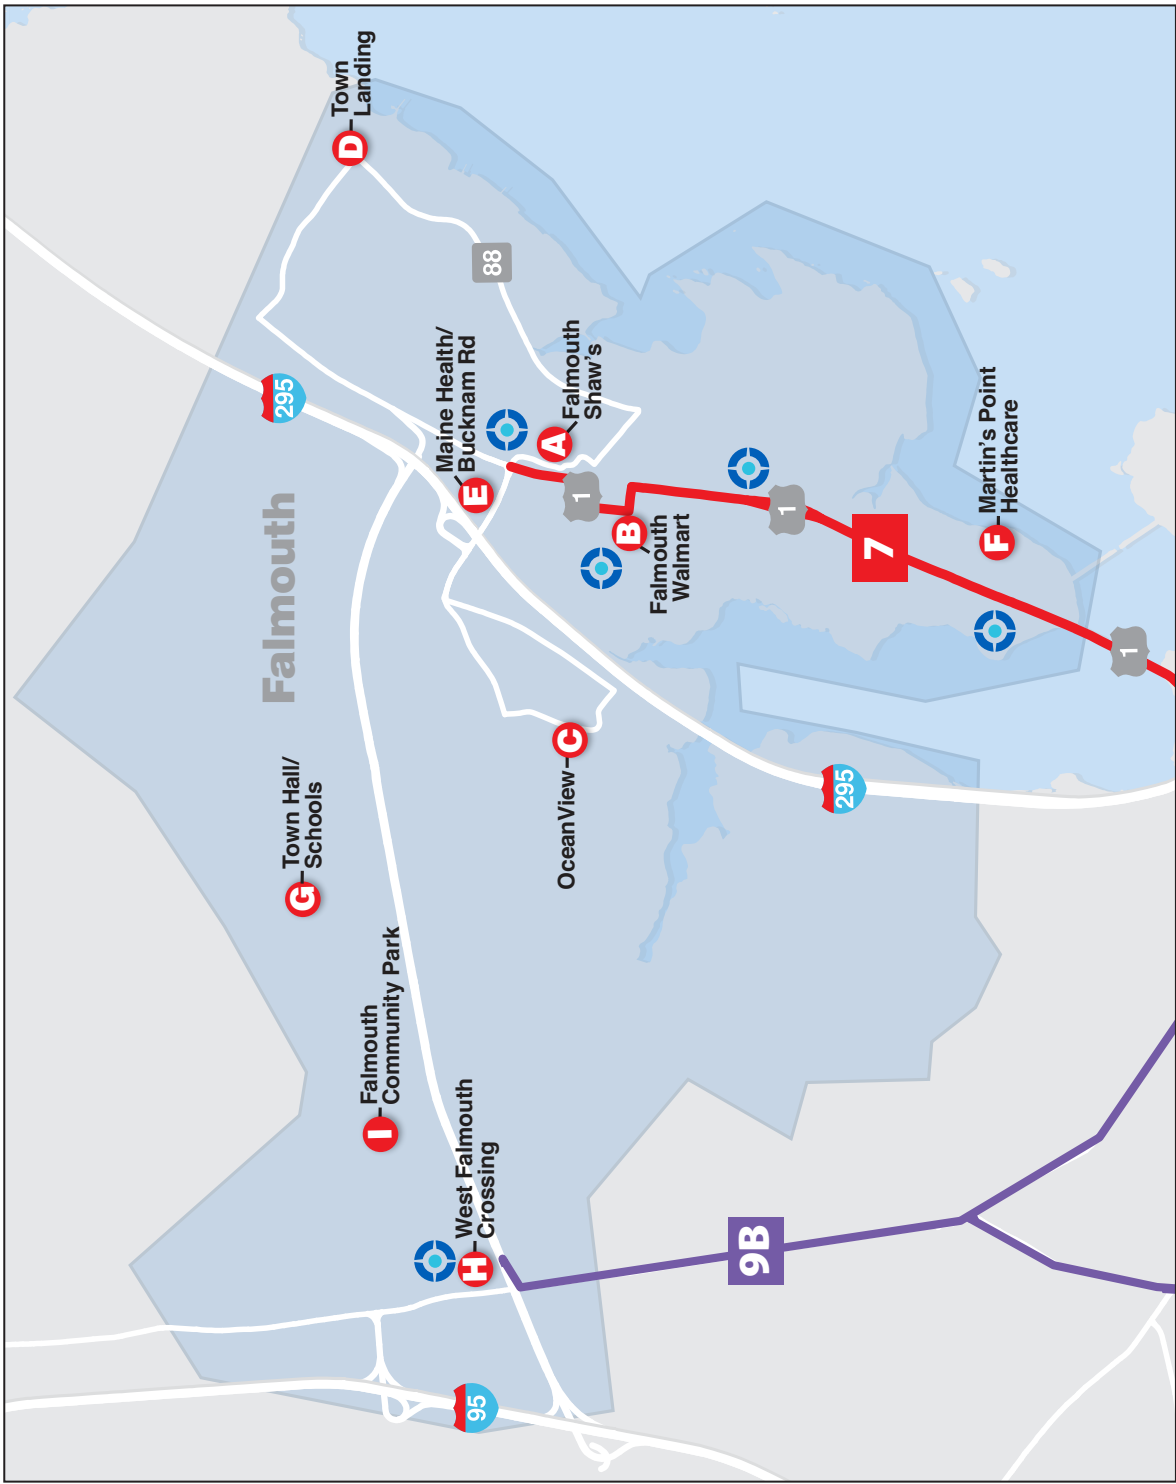 Falmouth
295
G
Town Hall/
Schools
D
Town
Landing
I
Falmouth
Community Park
E
Maine Health/
Bucknam Rd
95
H
West Falmouth
Crossing
88
A
Falmouth
Shaw's
C
OceanView
1
B
Falmouth
Walmart
9B
1
295
7
F
Martin's Point
Healthcare
1